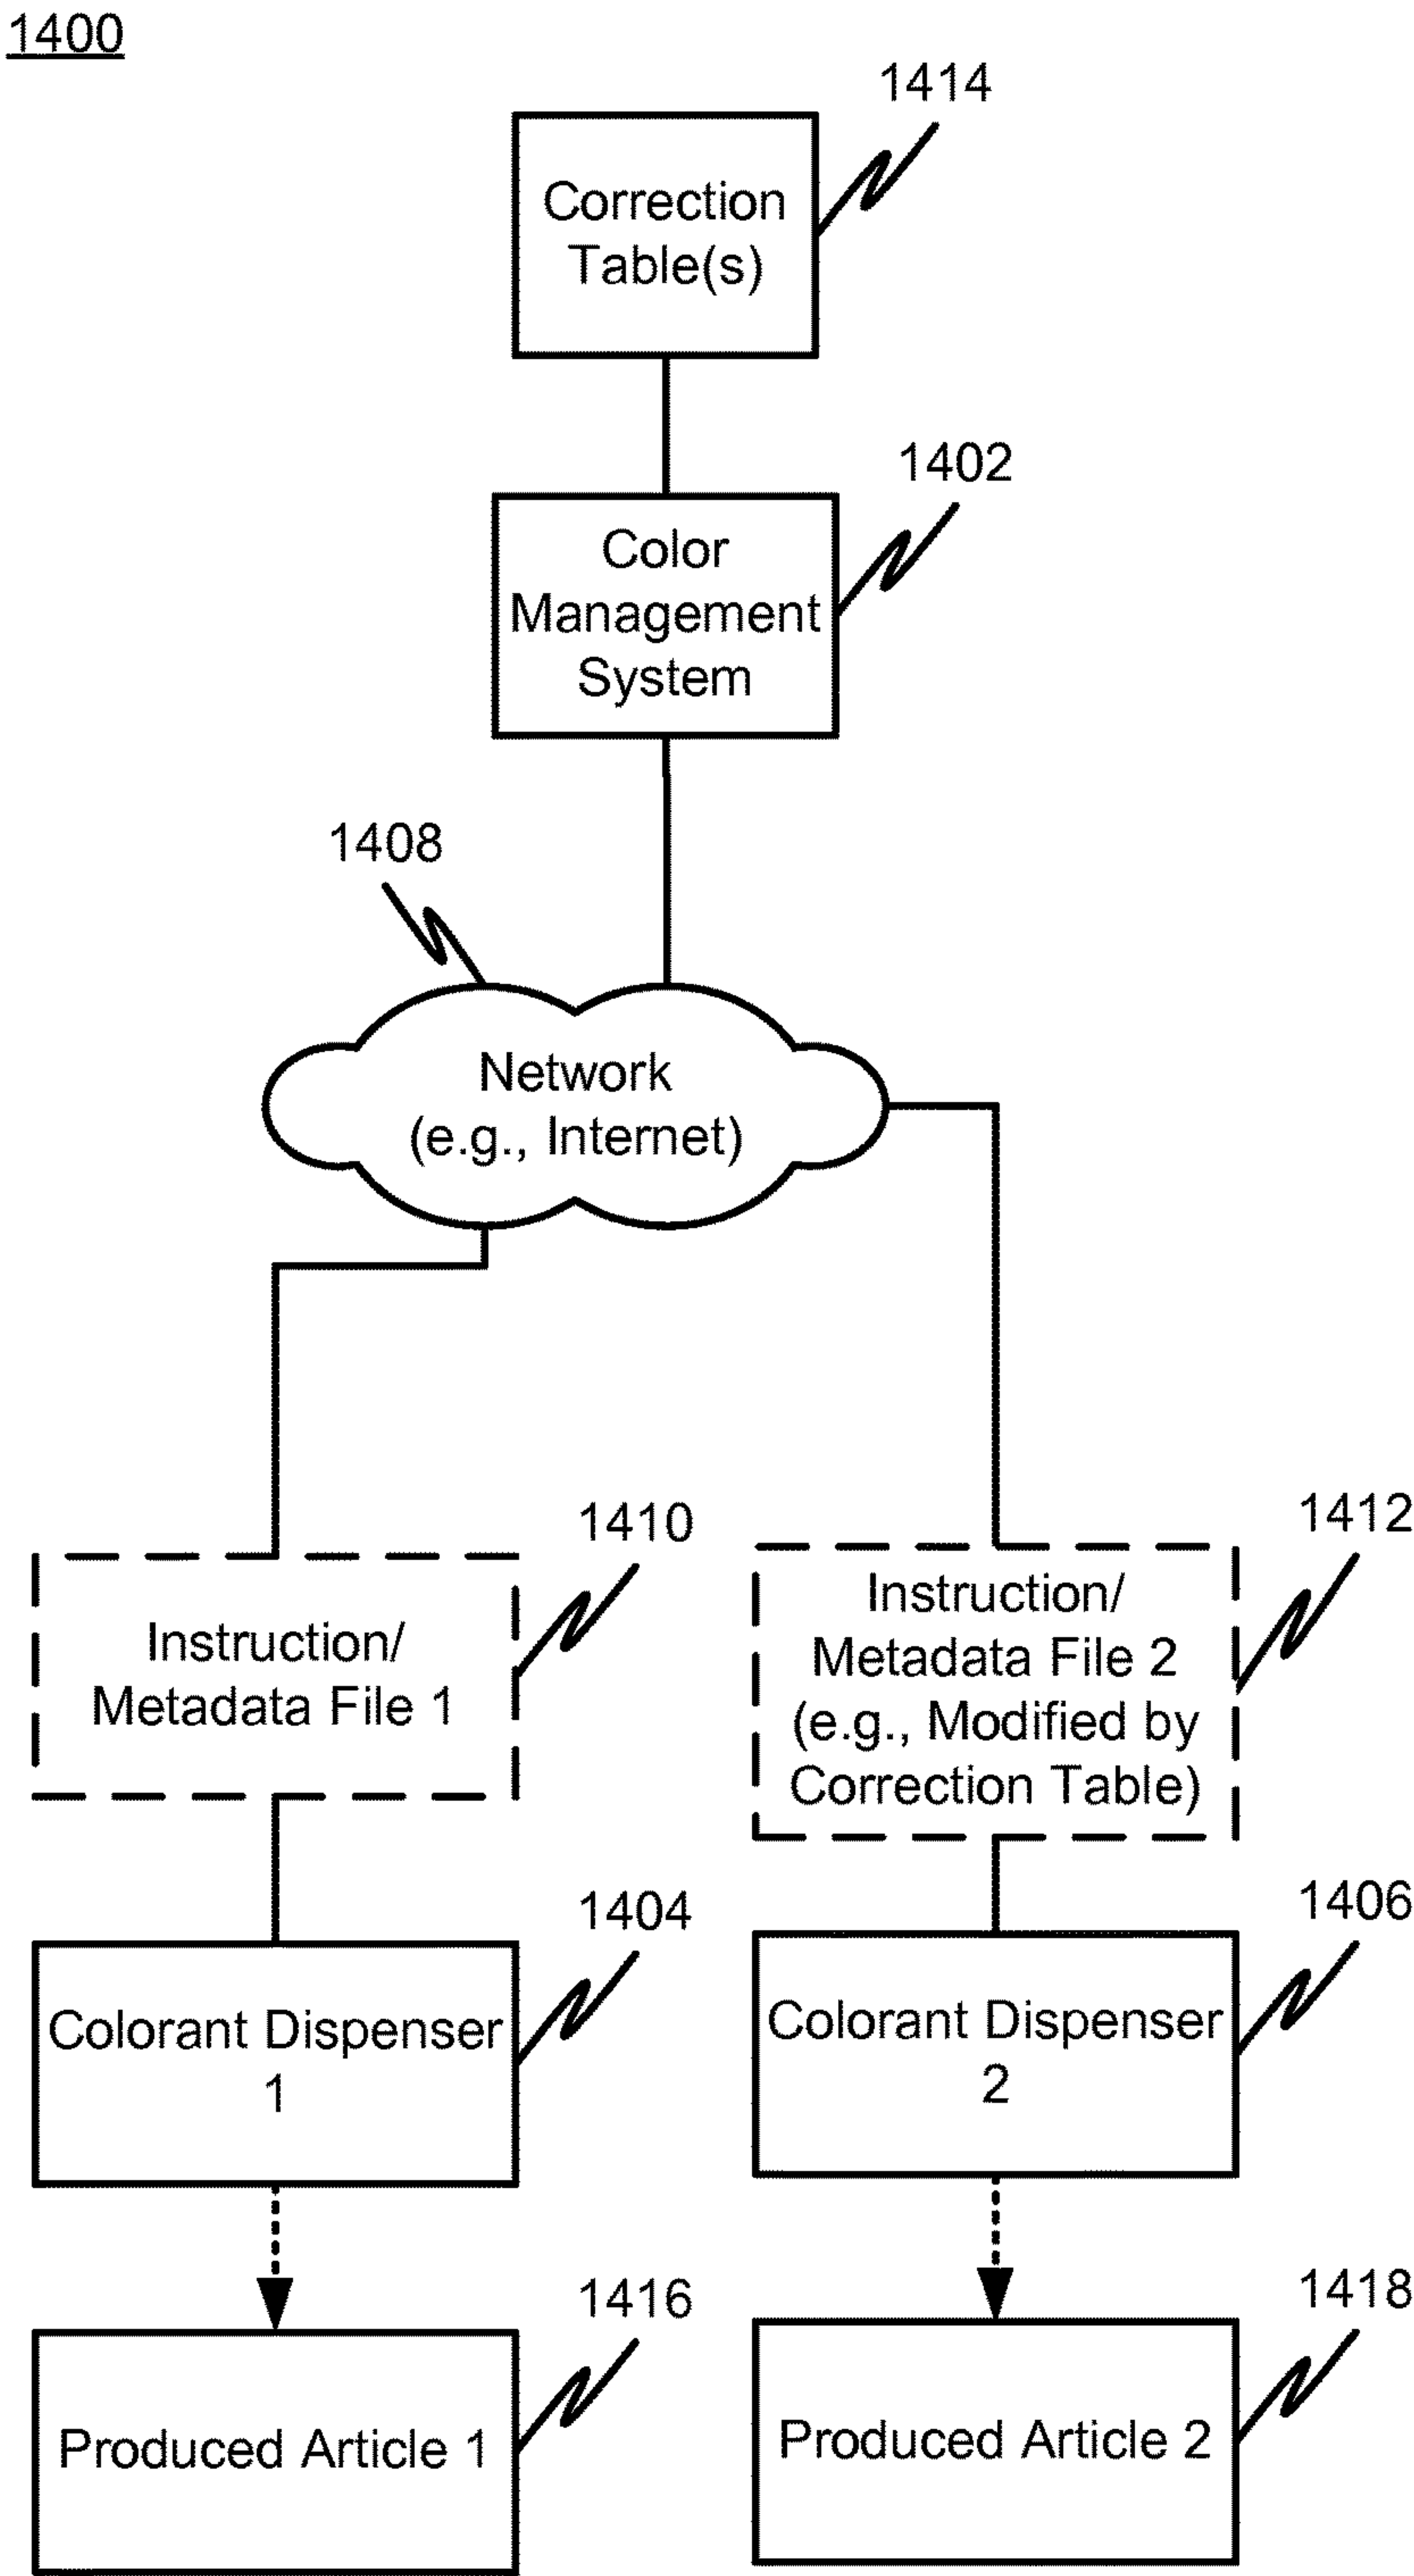 1400
1414
Correction
Table(s)
1402
Color
Management
System
1408
Network
(e.g., Internet)
1410
Instruction/
Metadata File 1
1412
Instruction/
Metadata File 2
(e.g., Modified by
Correction Table)
1404
Colorant Dispenser
1
1406
Colorant Dispenser
2
1416
Produced Article 1
1418
Produced Article 2